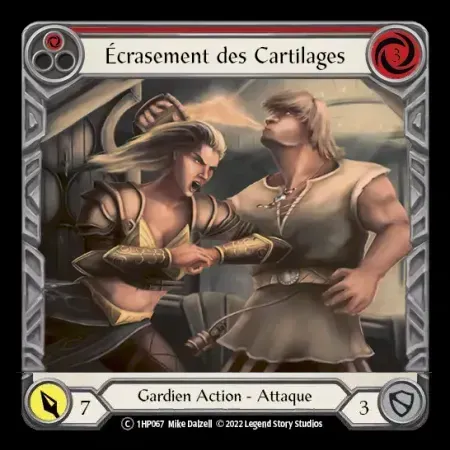 Écrasement des Cartilages
3
7
Gardien Action - Attaque
3
C 1HP067 Mike Dalzell © 2022 Legend Story Studios